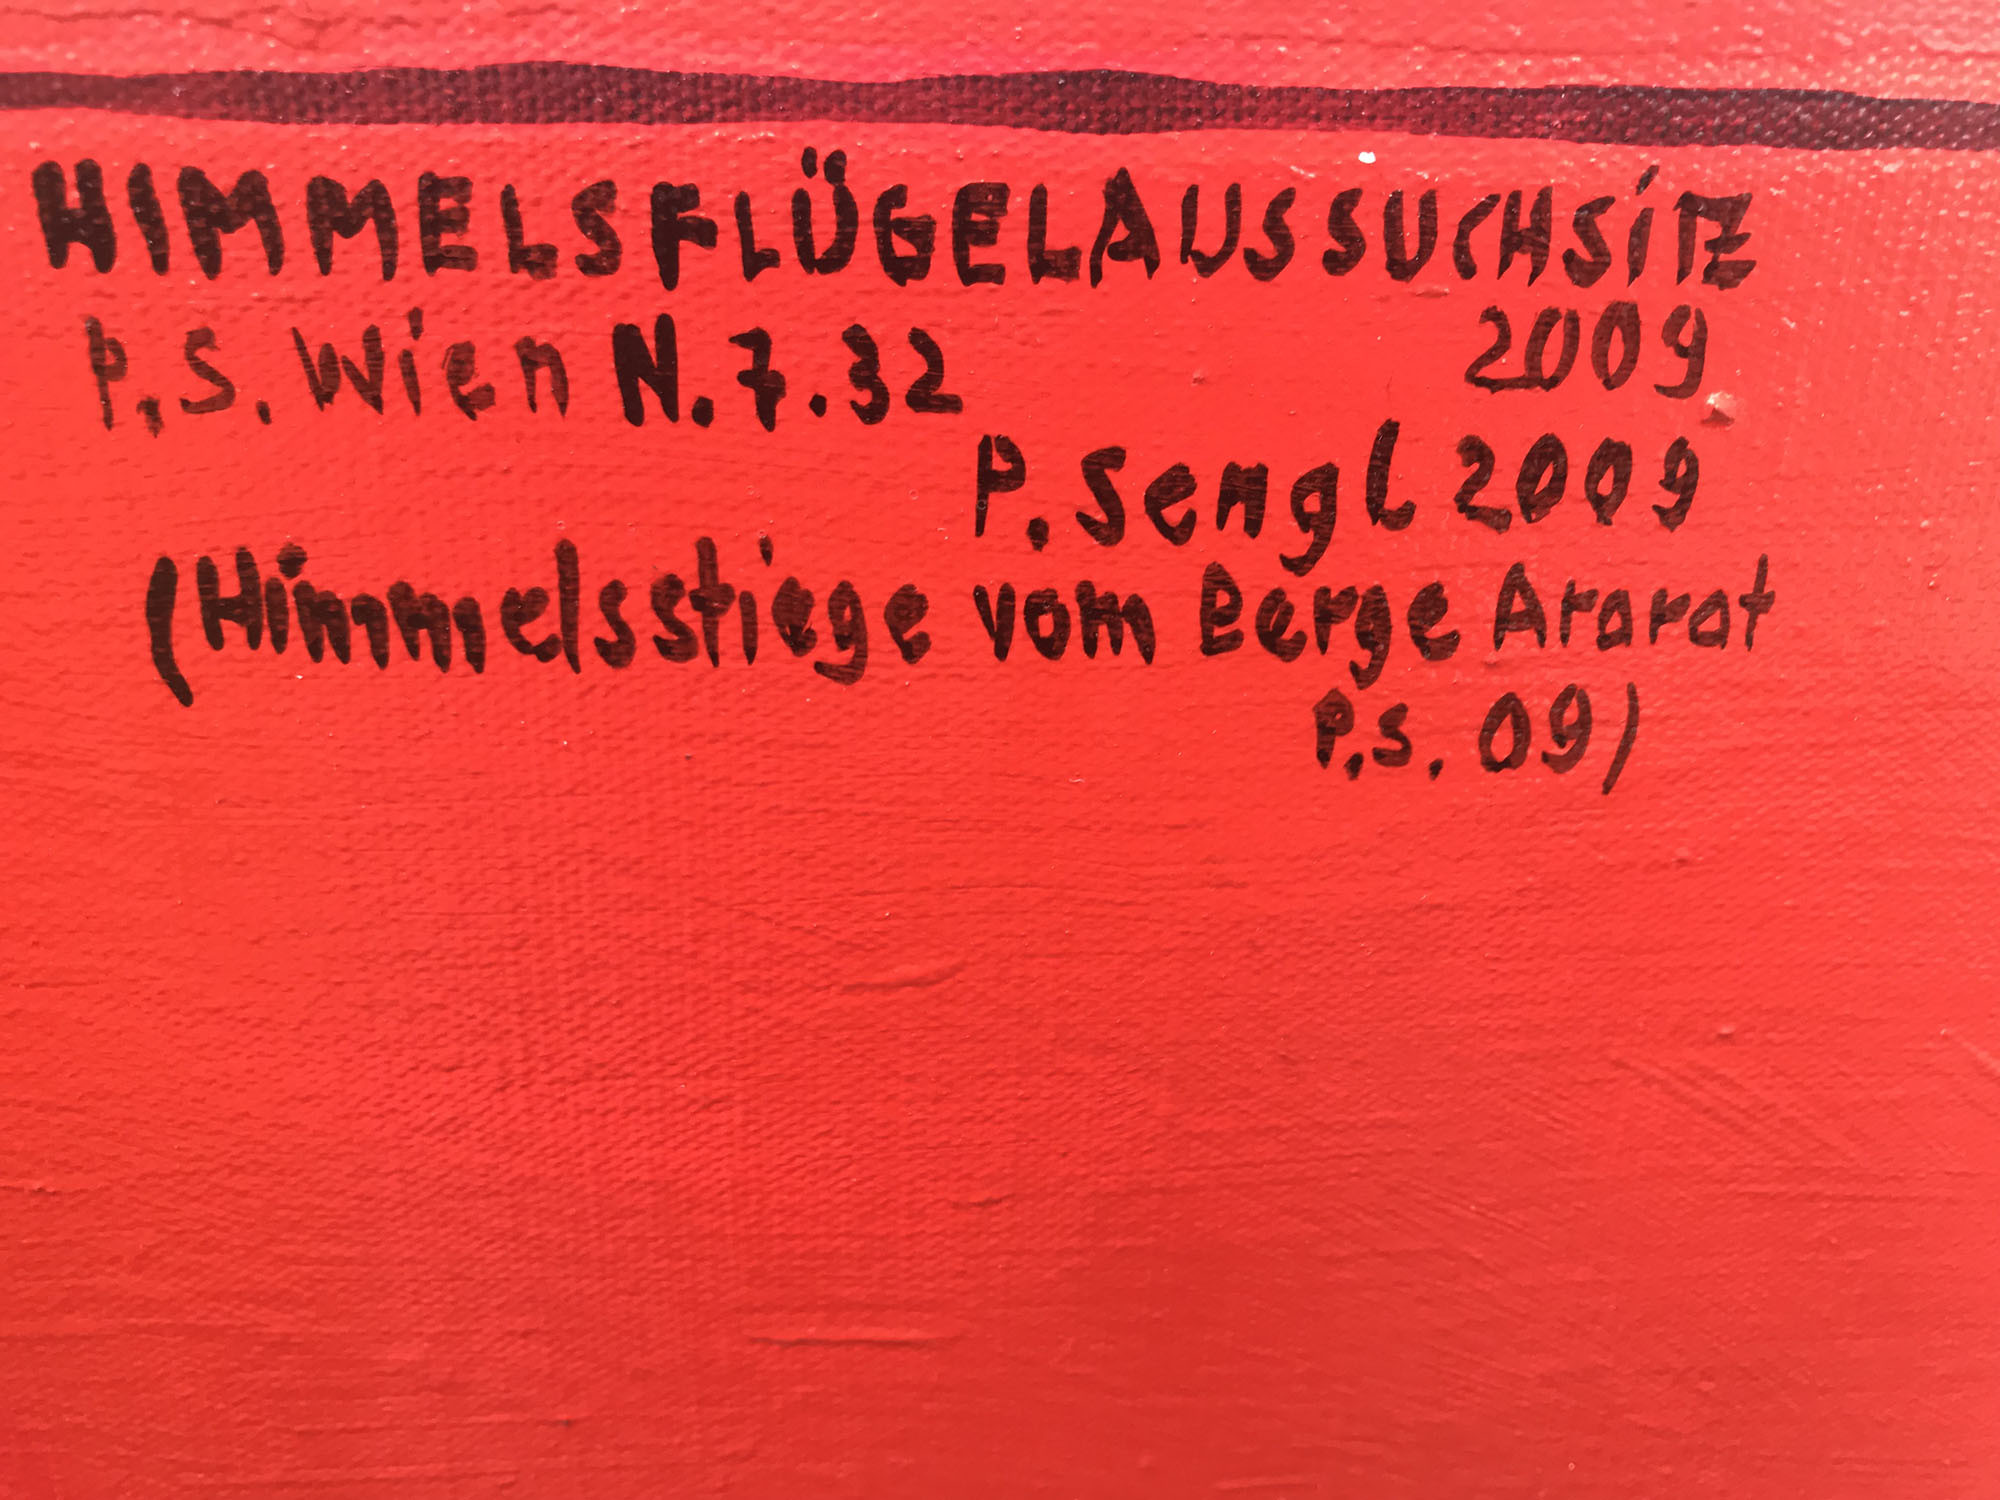 HIMMELSFLÜGELAUSSUCHSITZ
P.S. Wien N.7.32 2009
P. Sengl 2009
(Himmelsstiege vom Berge Ararat
P.S. 09)